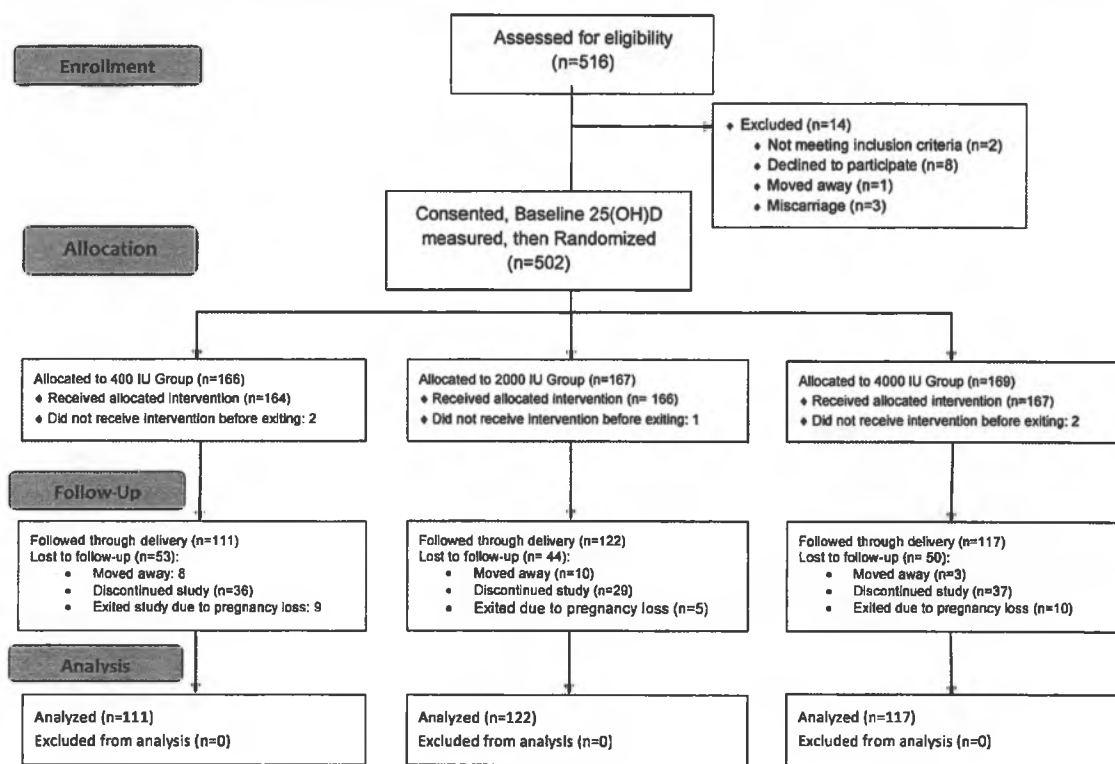 Assessed for eligibility
(n=516)
Enrollment
♦ Excluded (n=14)
♦ Not meeting inclusion criteria (n=2)
♦ Declined to participate (n=8)
♦ Moved away (n=1)
♦ Miscarriage (n=3)
Consented, Baseline 25(OH)D
measured, then Randomized
(n=502)
Allocation
Allocated to 400 IU Group (n=166)
♦ Received allocated intervention (n=164)
♦ Did not receive intervention before exiting: 2
Allocated to 2000 IU Group (n=167)
♦ Received allocated intervention (n= 166)
♦ Did not receive intervention before exiting: 1
Allocated to 4000 IU Group (n=169)
♦ Received allocated intervention (n=167)
♦ Did not receive intervention before exiting: 2
Follow-Up
Followed through delivery (n=111)
Lost to follow-up (n=53):
• Moved away: 8
• Discontinued study (n=36)
• Exited study due to pregnancy loss: 9
Followed through delivery (n=122)
Lost to follow-up (n= 44):
• Moved away (n=10)
• Discontinued study (n=29)
• Exited due to pregnancy loss (n=5)
Followed through delivery (n=117)
Lost to follow-up (n= 50):
• Moved away (n=3)
• Discontinued study (n=37)
• Exited due to pregnancy loss (n=10)
Analysis
Analyzed (n=111)
Excluded from analysis (n=0)
Analyzed (n=122)
Excluded from analysis (n=0)
Analyzed (n=117)
Excluded from analysis (n=0)